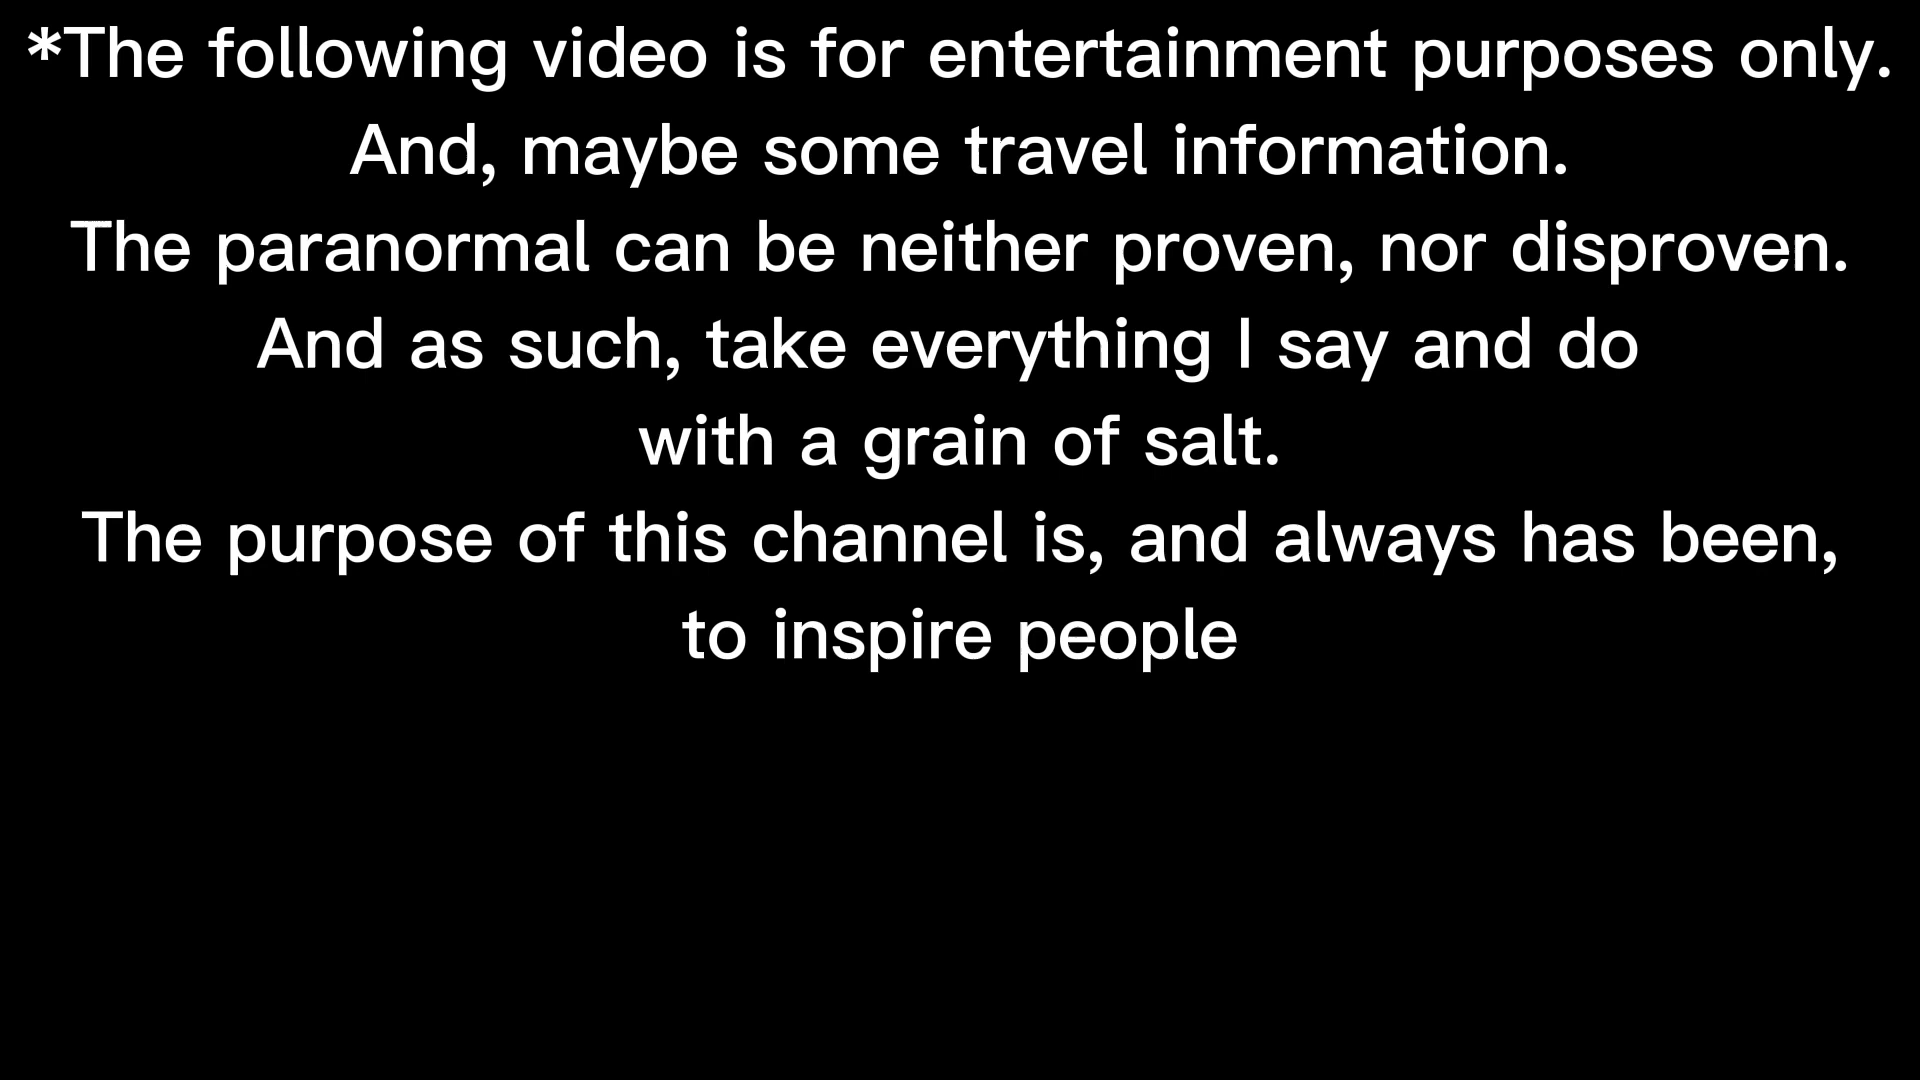 *The following video is for entertainment purposes only.
And, maybe some travel information.
The paranormal can be neither proven, nor disproven.
And as such, take everything I say and do
with a grain of salt.
The purpose of this channel is, and always has been,
to inspire people